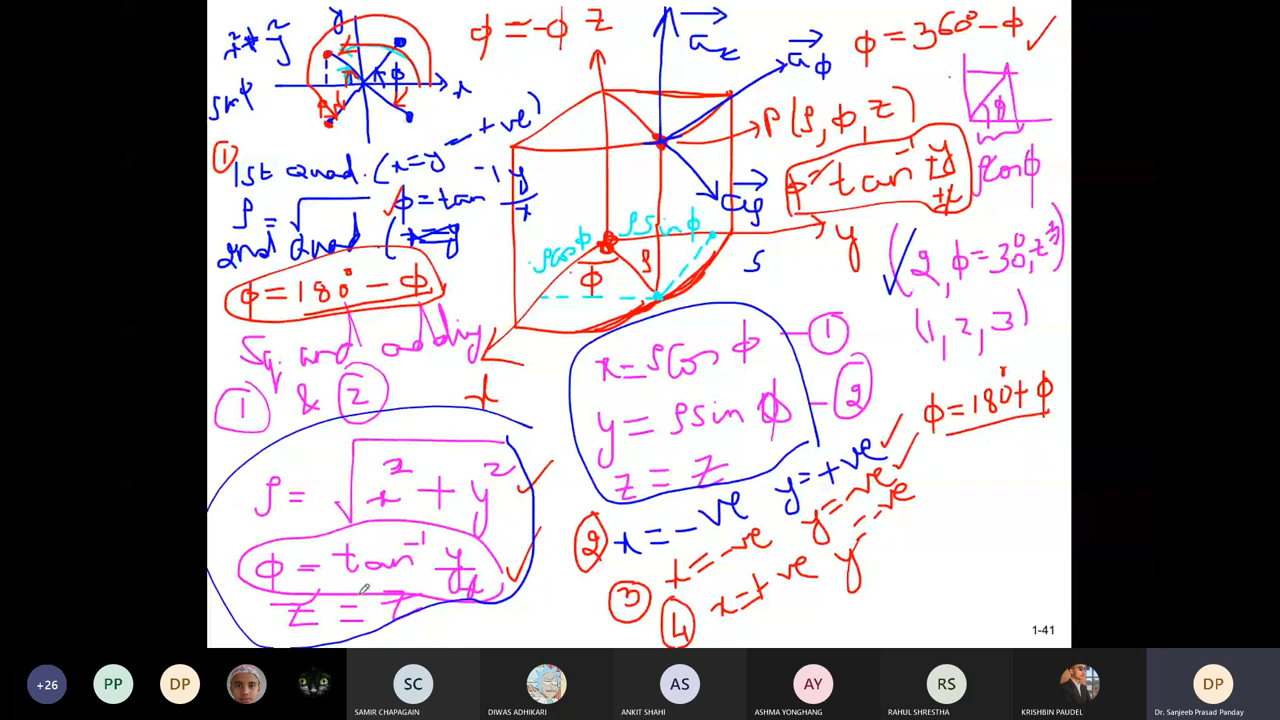 y
φ = -φ
z
a_z
a_φ
φ = 360° - φ ✓
x
φ
P(ρ, φ, z)
φ
① 1st quad. (x = y = +ve)
ρ = √
φ = tan⁻¹ y/x
2nd quad (x = y
φ = tan⁻¹ +y/+x
ρcosφ
a_ρ
ρcosφ
ρsinφ
φ
ρ
y
(2, φ = 30°, z=3)
φ = 180° - φ
(1, 2, 3)
Sq. and adding
① & ②
x
x = ρcos φ — ①
y = ρsin φ — ②
z = z
φ = 180° + φ
ρ = √x² + y²
φ = tan⁻¹ y/x
z = z
② x = -ve y = +ve
③ x = -ve y = -ve
④ x = +ve y = -ve
1-41
+26
PP
DP
SC
AS
AY
RS
DP
SAMIR CHAPAGAIN
DIWAS ADHIKARI
ANKIT SHAHI
ASHMA YONGHANG
RAHUL SHRESTHA
KRISHBIN PAUDEL
Dr. Sanjeeb Prasad Panday